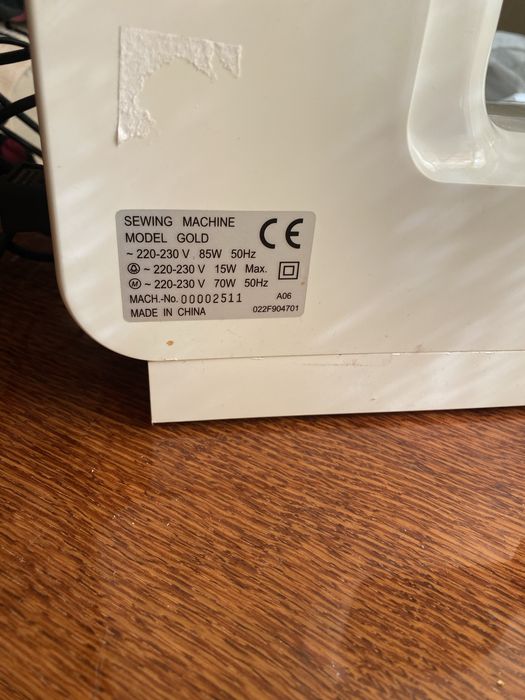 SEWING MACHINE
MODEL GOLD
CE
~ 220-230 V 85W 50Hz
~ 220-230 V 15W Max.
M ~ 220-230 V 70W 50Hz
MACH.-No. 00002511 A06
MADE IN CHINA 022F904701